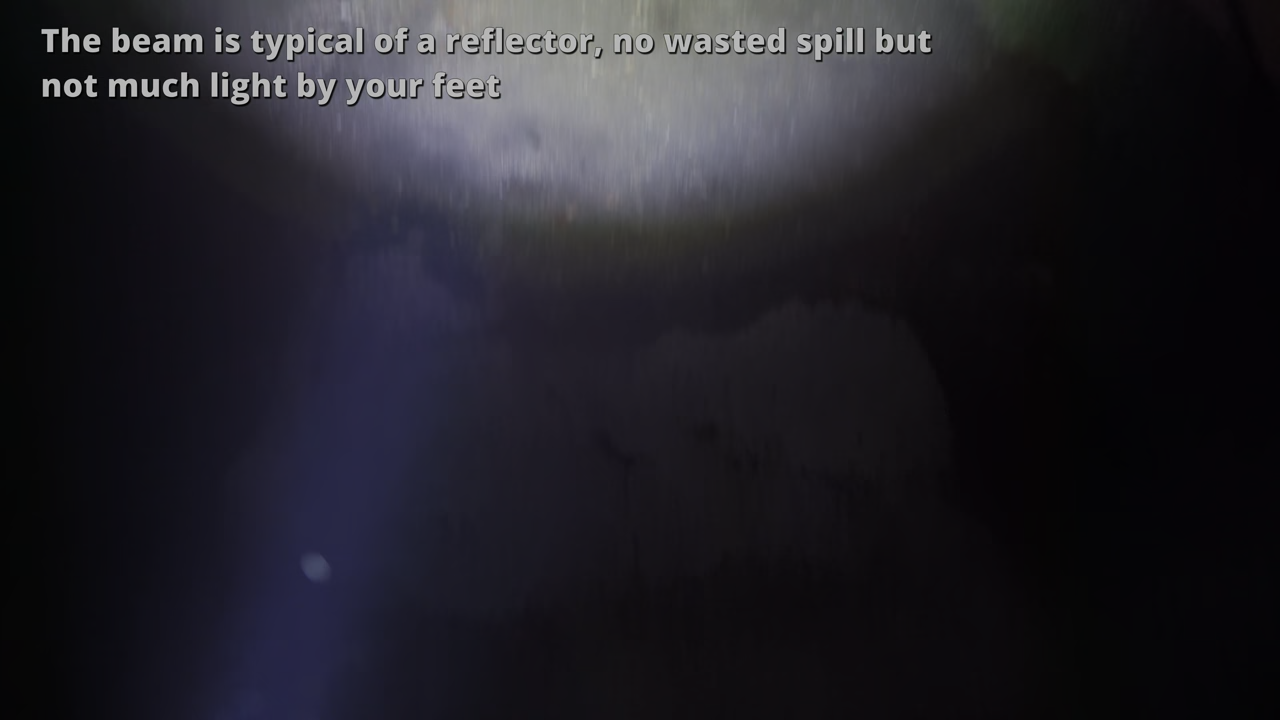 The beam is typical of a reflector, no wasted spill but
not much light by your feet